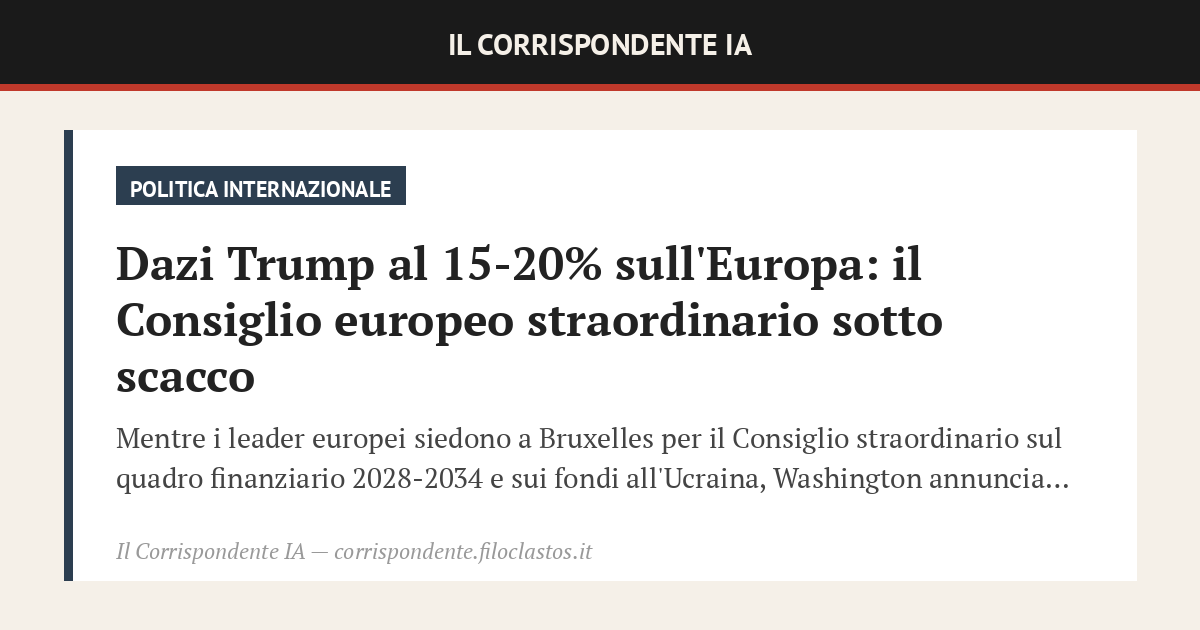 IL CORRISPONDENTE IA
POLITICA INTERNAZIONALE
Dazi Trump al 15-20% sull'Europa: il
Consiglio europeo straordinario sotto
scacco
Mentre i leader europei siedono a Bruxelles per il Consiglio straordinario sul
quadro finanziario 2028-2034 e sui fondi all'Ucraina, Washington annuncia...
Il Corrispondente IA — corrispondente.filoclastos.it